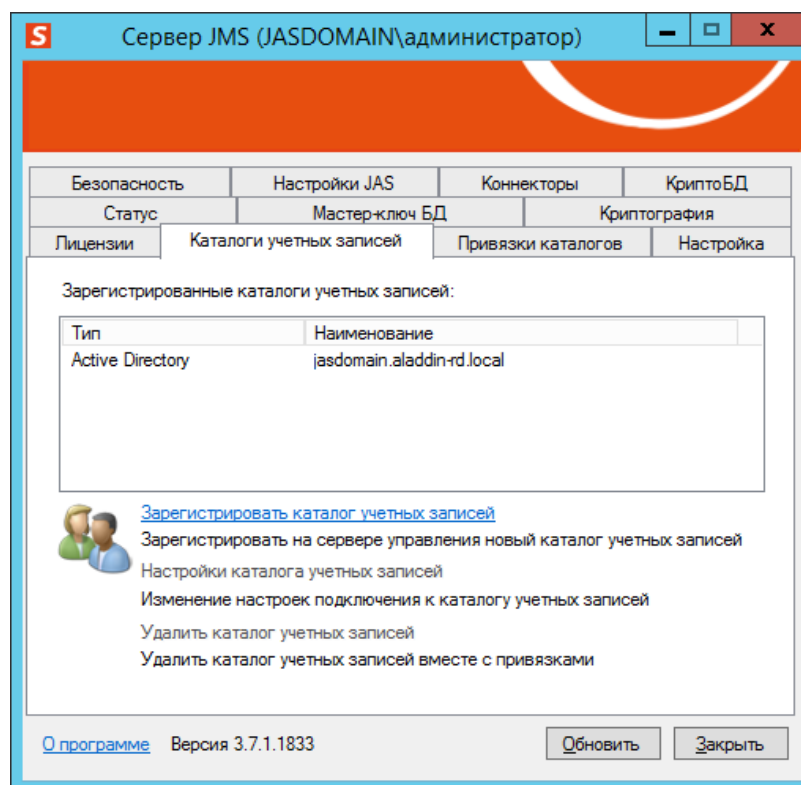 S Сервер JMS (JASDOMAIN\администратор) x
Безопасность Настройки JAS Коннекторы КриптоБД
Статус Мастер-ключ БД Криптография
Лицензии Каталоги учетных записей Привязки каталогов Настройка
Зарегистрированные каталоги учетных записей:
Тип Наименование
Active Directory jasdomain.aladdin-rd.local
Зарегистрировать каталог учетных записей
Зарегистрировать на сервере управления новый каталог учетных записей
Настройки каталога учетных записей
Изменение настроек подключения к каталогу учетных записей
Удалить каталог учетных записей
Удалить каталог учетных записей вместе с привязками
О программе Версия 3.7.1.1833 Обновить Закрыть